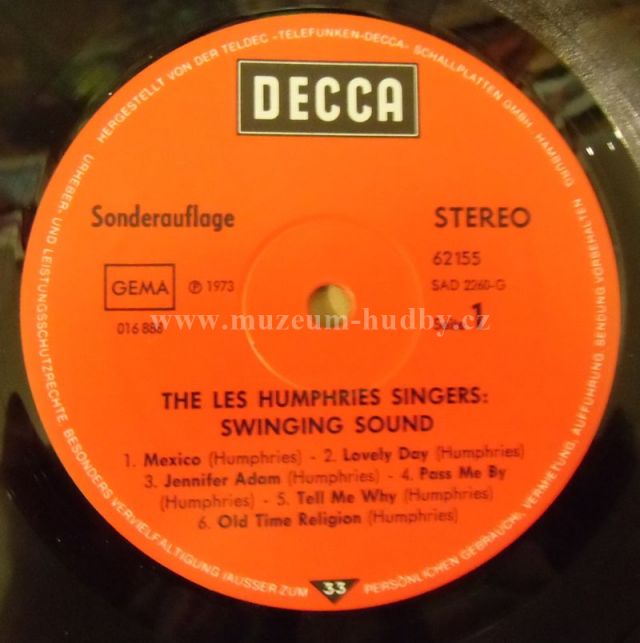 HERGESTELLT VON DER TELDEC »TELEFUNKEN-DECCA« SCHALLPLATTEN GMBH · HAMBURG
DECCA
Sonderauflage
STEREO
62155
GEMA
℗ 1973
SAD 2260-G
016 888
Seite 1
www.muzeum-hudby.cz
THE LES HUMPHRIES SINGERS:
SWINGING SOUND
1. Mexico (Humphries) - 2. Lovely Day (Humphries)
3. Jennifer Adam (Humphries) - 4. Pass Me By
(Humphries) - 5. Tell Me Why (Humphries)
6. Old Time Religion (Humphries)
33
URHEBER- UND LEISTUNGSSCHUTZRECHTE, BESONDERS VERVIELFÄLTIGUNG (AUSSER ZUM PERSÖNLICHEN GEBRAUCH), VERMIETUNG, AUFFÜHRUNG, SENDUNG VORBEHALTEN